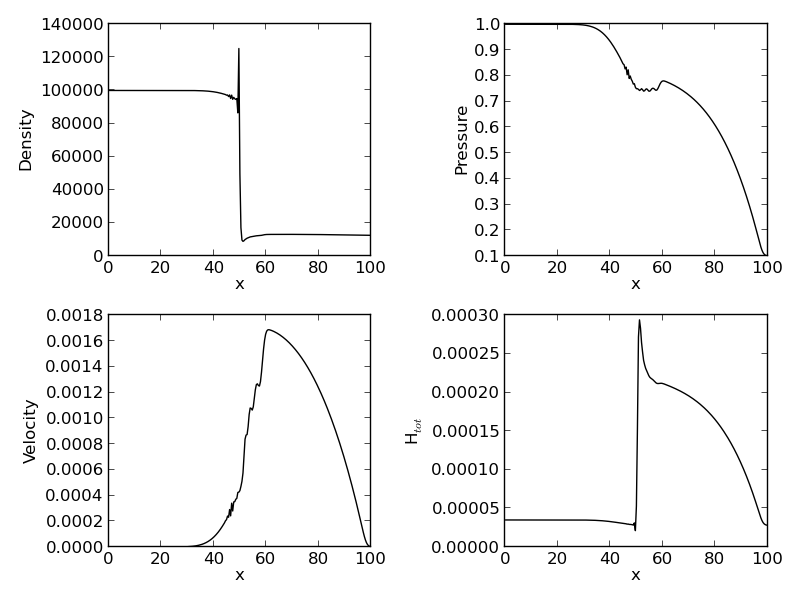 Density
140000
120000
100000
80000
60000
40000
20000
0
0 20 40 60 80 100
x
Pressure
1.0
0.9
0.8
0.7
0.6
0.5
0.4
0.3
0.2
0.1
0 20 40 60 80 100
x
Velocity
0.0018
0.0016
0.0014
0.0012
0.0010
0.0008
0.0006
0.0004
0.0002
0.0000
0 20 40 60 80 100
x
H_tot
0.00030
0.00025
0.00020
0.00015
0.00010
0.00005
0.00000
0 20 40 60 80 100
x